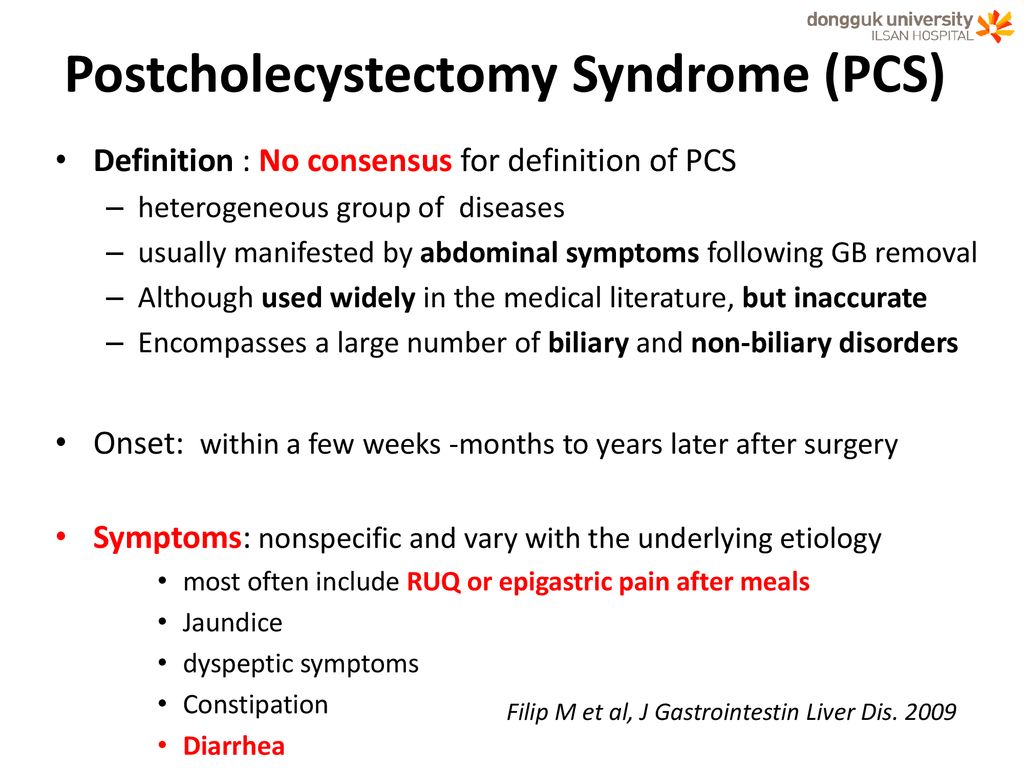 dongguk university
ILSAN HOSPITAL
Postcholecystectomy Syndrome (PCS)
• Definition : No consensus for definition of PCS
– heterogeneous group of  diseases
– usually manifested by abdominal symptoms following GB removal
– Although used widely in the medical literature, but inaccurate
– Encompasses a large number of biliary and non-biliary disorders
• Onset:  within a few weeks -months to years later after surgery
• Symptoms: nonspecific and vary with the underlying etiology
• most often include RUQ or epigastric pain after meals
• Jaundice
• dyspeptic symptoms
• Constipation
Filip M et al, J Gastrointestin Liver Dis. 2009
• Diarrhea